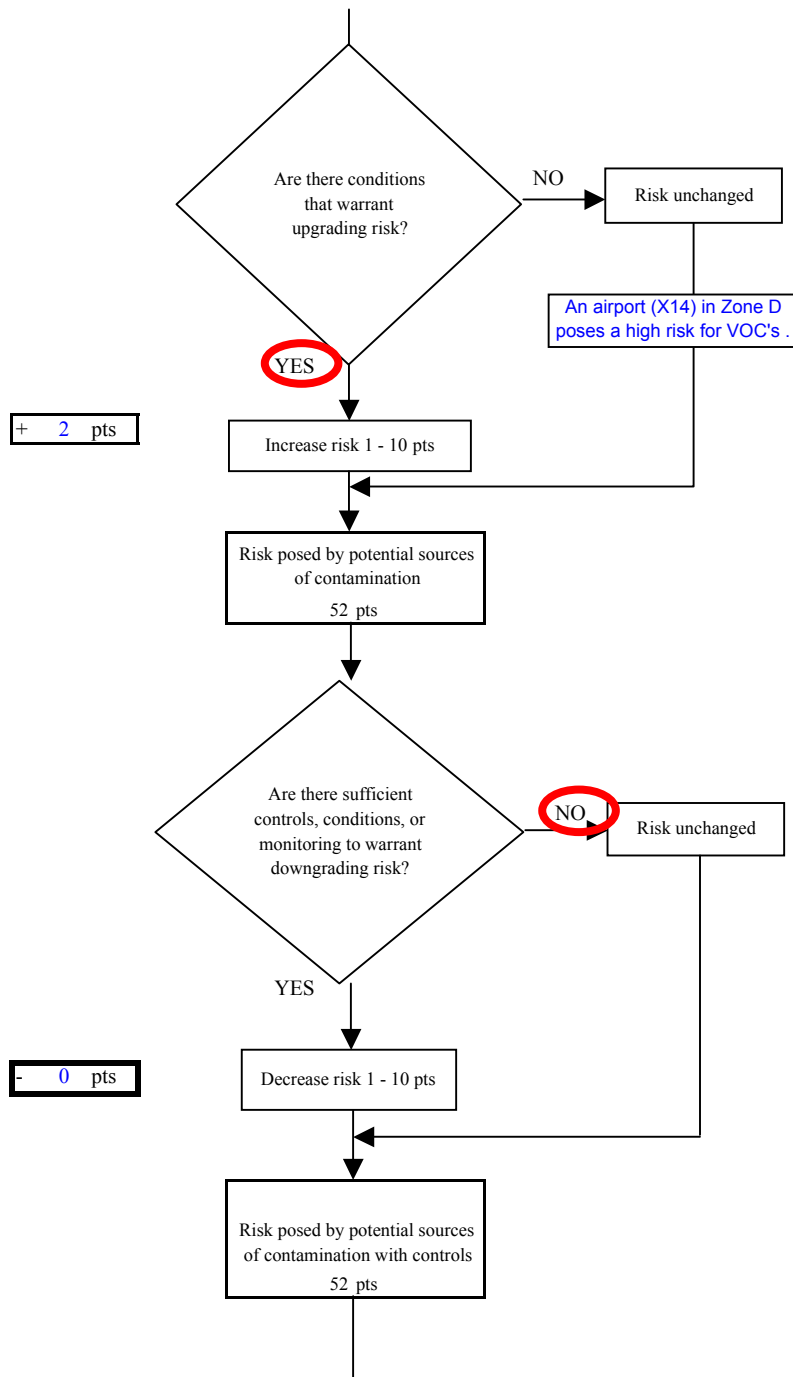 Are there conditions
that warrant
upgrading risk?
NO
Risk unchanged
An airport (X14) in Zone D
poses a high risk for VOC's .
YES
+ 2 pts
Increase risk 1 - 10 pts
Risk posed by potential sources
of contamination
52 pts
Are there sufficient
controls, conditions, or
monitoring to warrant
downgrading risk?
NO
Risk unchanged
YES
- 0 pts
Decrease risk 1 - 10 pts
Risk posed by potential sources
of contamination with controls
52 pts